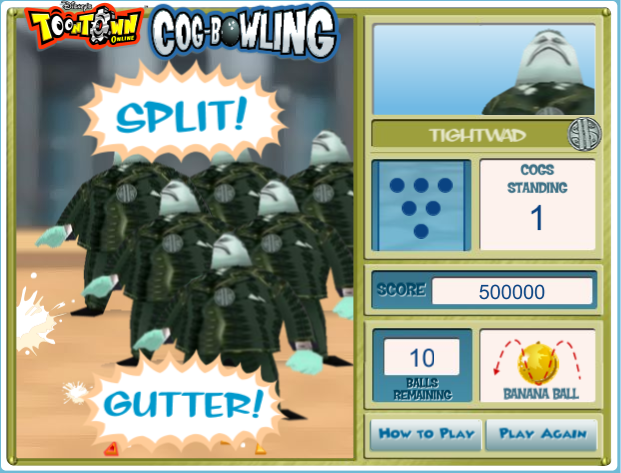 Disney's
TOONTOWN
ONLINE
COG-BOWLING
SPLIT!
GUTTER!
TIGHTWAD
COGS
STANDING
1
SCORE
500000
10
BALLS
REMAINING
BANANA BALL
HOW TO PLAY
PLAY AGAIN